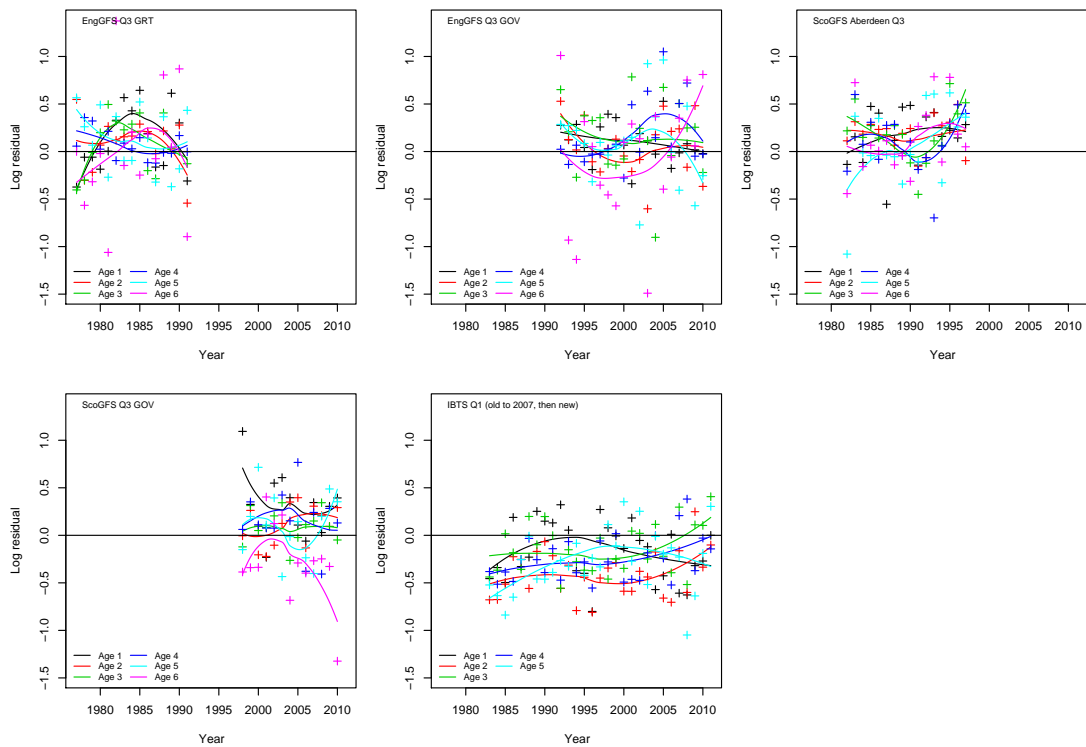 EngGFS Q3 GRT
Log residual
1.0
0.5
0.0
−0.5
−1.0
−1.5
Age 1 Age 4
Age 2 Age 5
Age 3 Age 6
1980 1985 1990 1995 2000 2005 2010
Year
EngGFS Q3 GOV
Log residual
1.0
0.5
0.0
−0.5
−1.0
−1.5
Age 1 Age 4
Age 2 Age 5
Age 3 Age 6
1980 1985 1990 1995 2000 2005 2010
Year
ScoGFS Aberdeen Q3
Log residual
1.0
0.5
0.0
−0.5
−1.0
−1.5
Age 1 Age 4
Age 2 Age 5
Age 3 Age 6
1980 1985 1990 1995 2000 2005 2010
Year
ScoGFS Q3 GOV
Log residual
1.0
0.5
0.0
−0.5
−1.0
−1.5
Age 1 Age 4
Age 2 Age 5
Age 3 Age 6
1980 1985 1990 1995 2000 2005 2010
Year
IBTS Q1 (old to 2007, then new)
Log residual
1.0
0.5
0.0
−0.5
−1.0
−1.5
Age 1 Age 4
Age 2 Age 5
Age 3
1980 1985 1990 1995 2000 2005 2010
Year